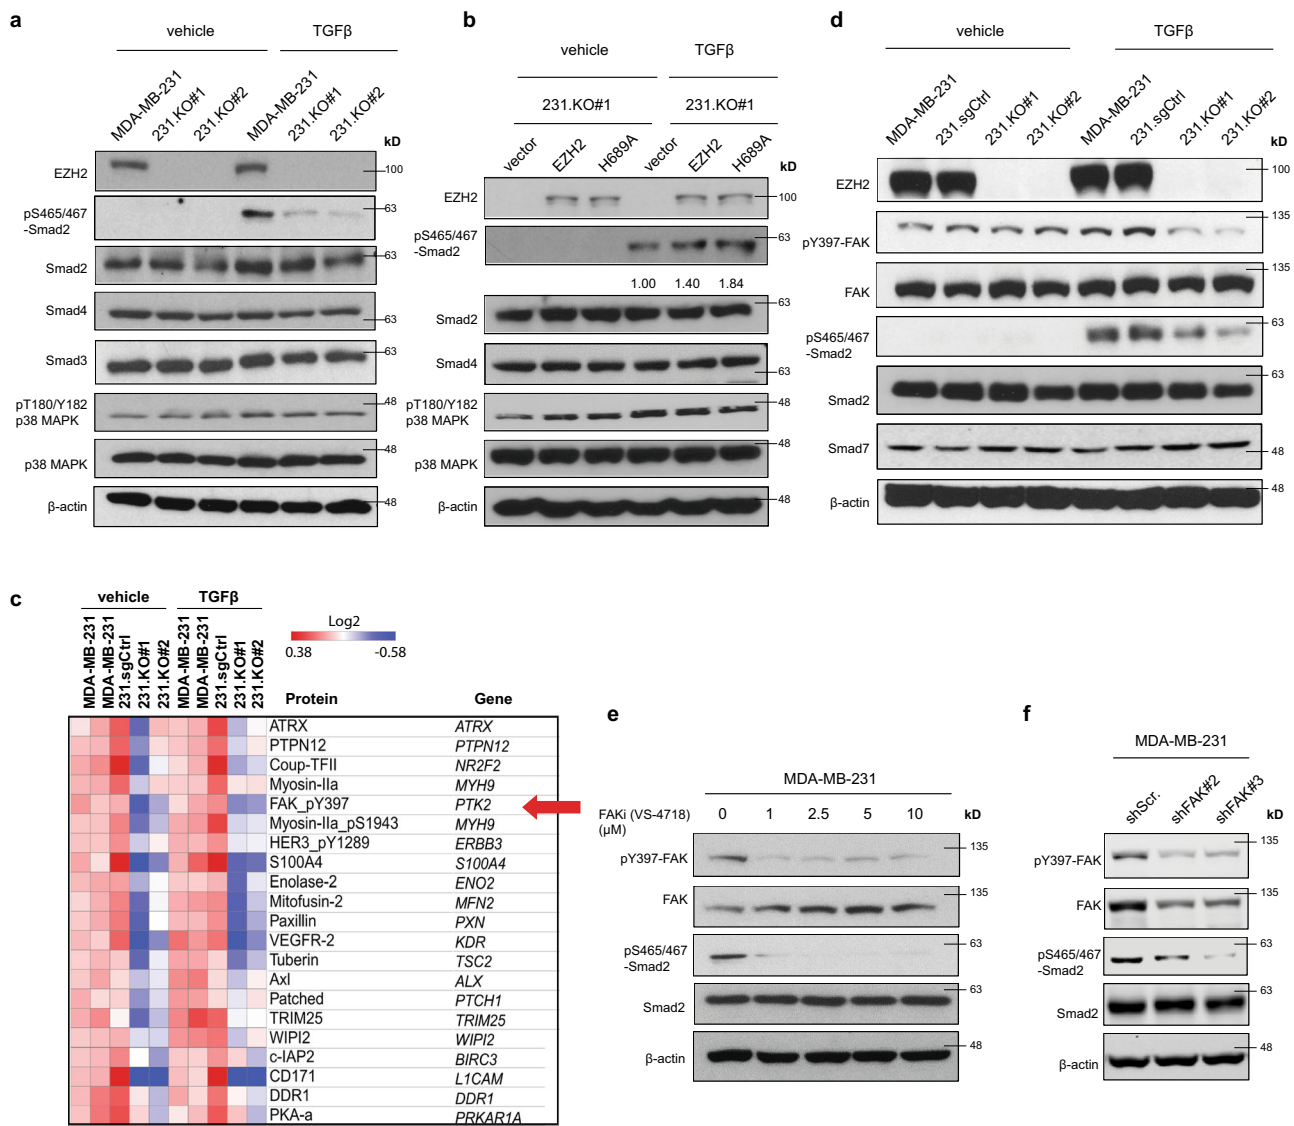 a
vehicle
TGFβ
MDA-MB-231
231.KO#1
231.KO#2
MDA-MB-231
231.KO#1
231.KO#2
kD
EZH2
100
pS465/467
-Smad2
63
Smad2
63
Smad4
63
Smad3
63
pT180/Y182
p38 MAPK
48
p38 MAPK
48
β-actin
48
b
vehicle
TGFβ
231.KO#1
231.KO#1
vector
EZH2
H689A
vector
EZH2
H689A
kD
EZH2
100
pS465/467
-Smad2
63
1.00 1.40 1.84
Smad2
63
Smad4
63
pT180/Y182
p38 MAPK
48
p38 MAPK
48
β-actin
48
d
vehicle
TGFβ
MDA-MB-231
231.sgCtrl
231.KO#1
231.KO#2
MDA-MB-231
231.sgCtrl
231.KO#1
231.KO#2
kD
EZH2
100
pY397-FAK
135
FAK
135
pS465/467
-Smad2
63
Smad2
63
Smad7
48
β-actin
48
c
vehicle
TGFβ
MDA-MB-231
MDA-MB-231
231.sgCtrl
231.KO#1
231.KO#2
MDA-MB-231
MDA-MB-231
231.sgCtrl
231.KO#1
231.KO#2
Log2
0.38 -0.58
Protein Gene
ATRX ATRX
PTPN12 PTPN12
Coup-TFII NR2F2
Myosin-IIa MYH9
FAK_pY397 PTK2
Myosin-IIa_pS1943 MYH9
HER3_pY1289 ERBB3
S100A4 S100A4
Enolase-2 ENO2
Mitofusin-2 MFN2
Paxillin PXN
VEGFR-2 KDR
Tuberin TSC2
Axl ALX
Patched PTCH1
TRIM25 TRIM25
WIPI2 WIPI2
c-IAP2 BIRC3
CD171 L1CAM
DDR1 DDR1
PKA-a PRKAR1A
e
MDA-MB-231
FAKi (VS-4718)
(µM)
0 1 2.5 5 10
kD
pY397-FAK
135
FAK
135
pS465/467
-Smad2
63
Smad2
63
β-actin
48
f
MDA-MB-231
shScr.
shFAK#2
shFAK#3
kD
pY397-FAK
135
FAK
135
pS465/467
-Smad2
63
Smad2
63
β-actin
48